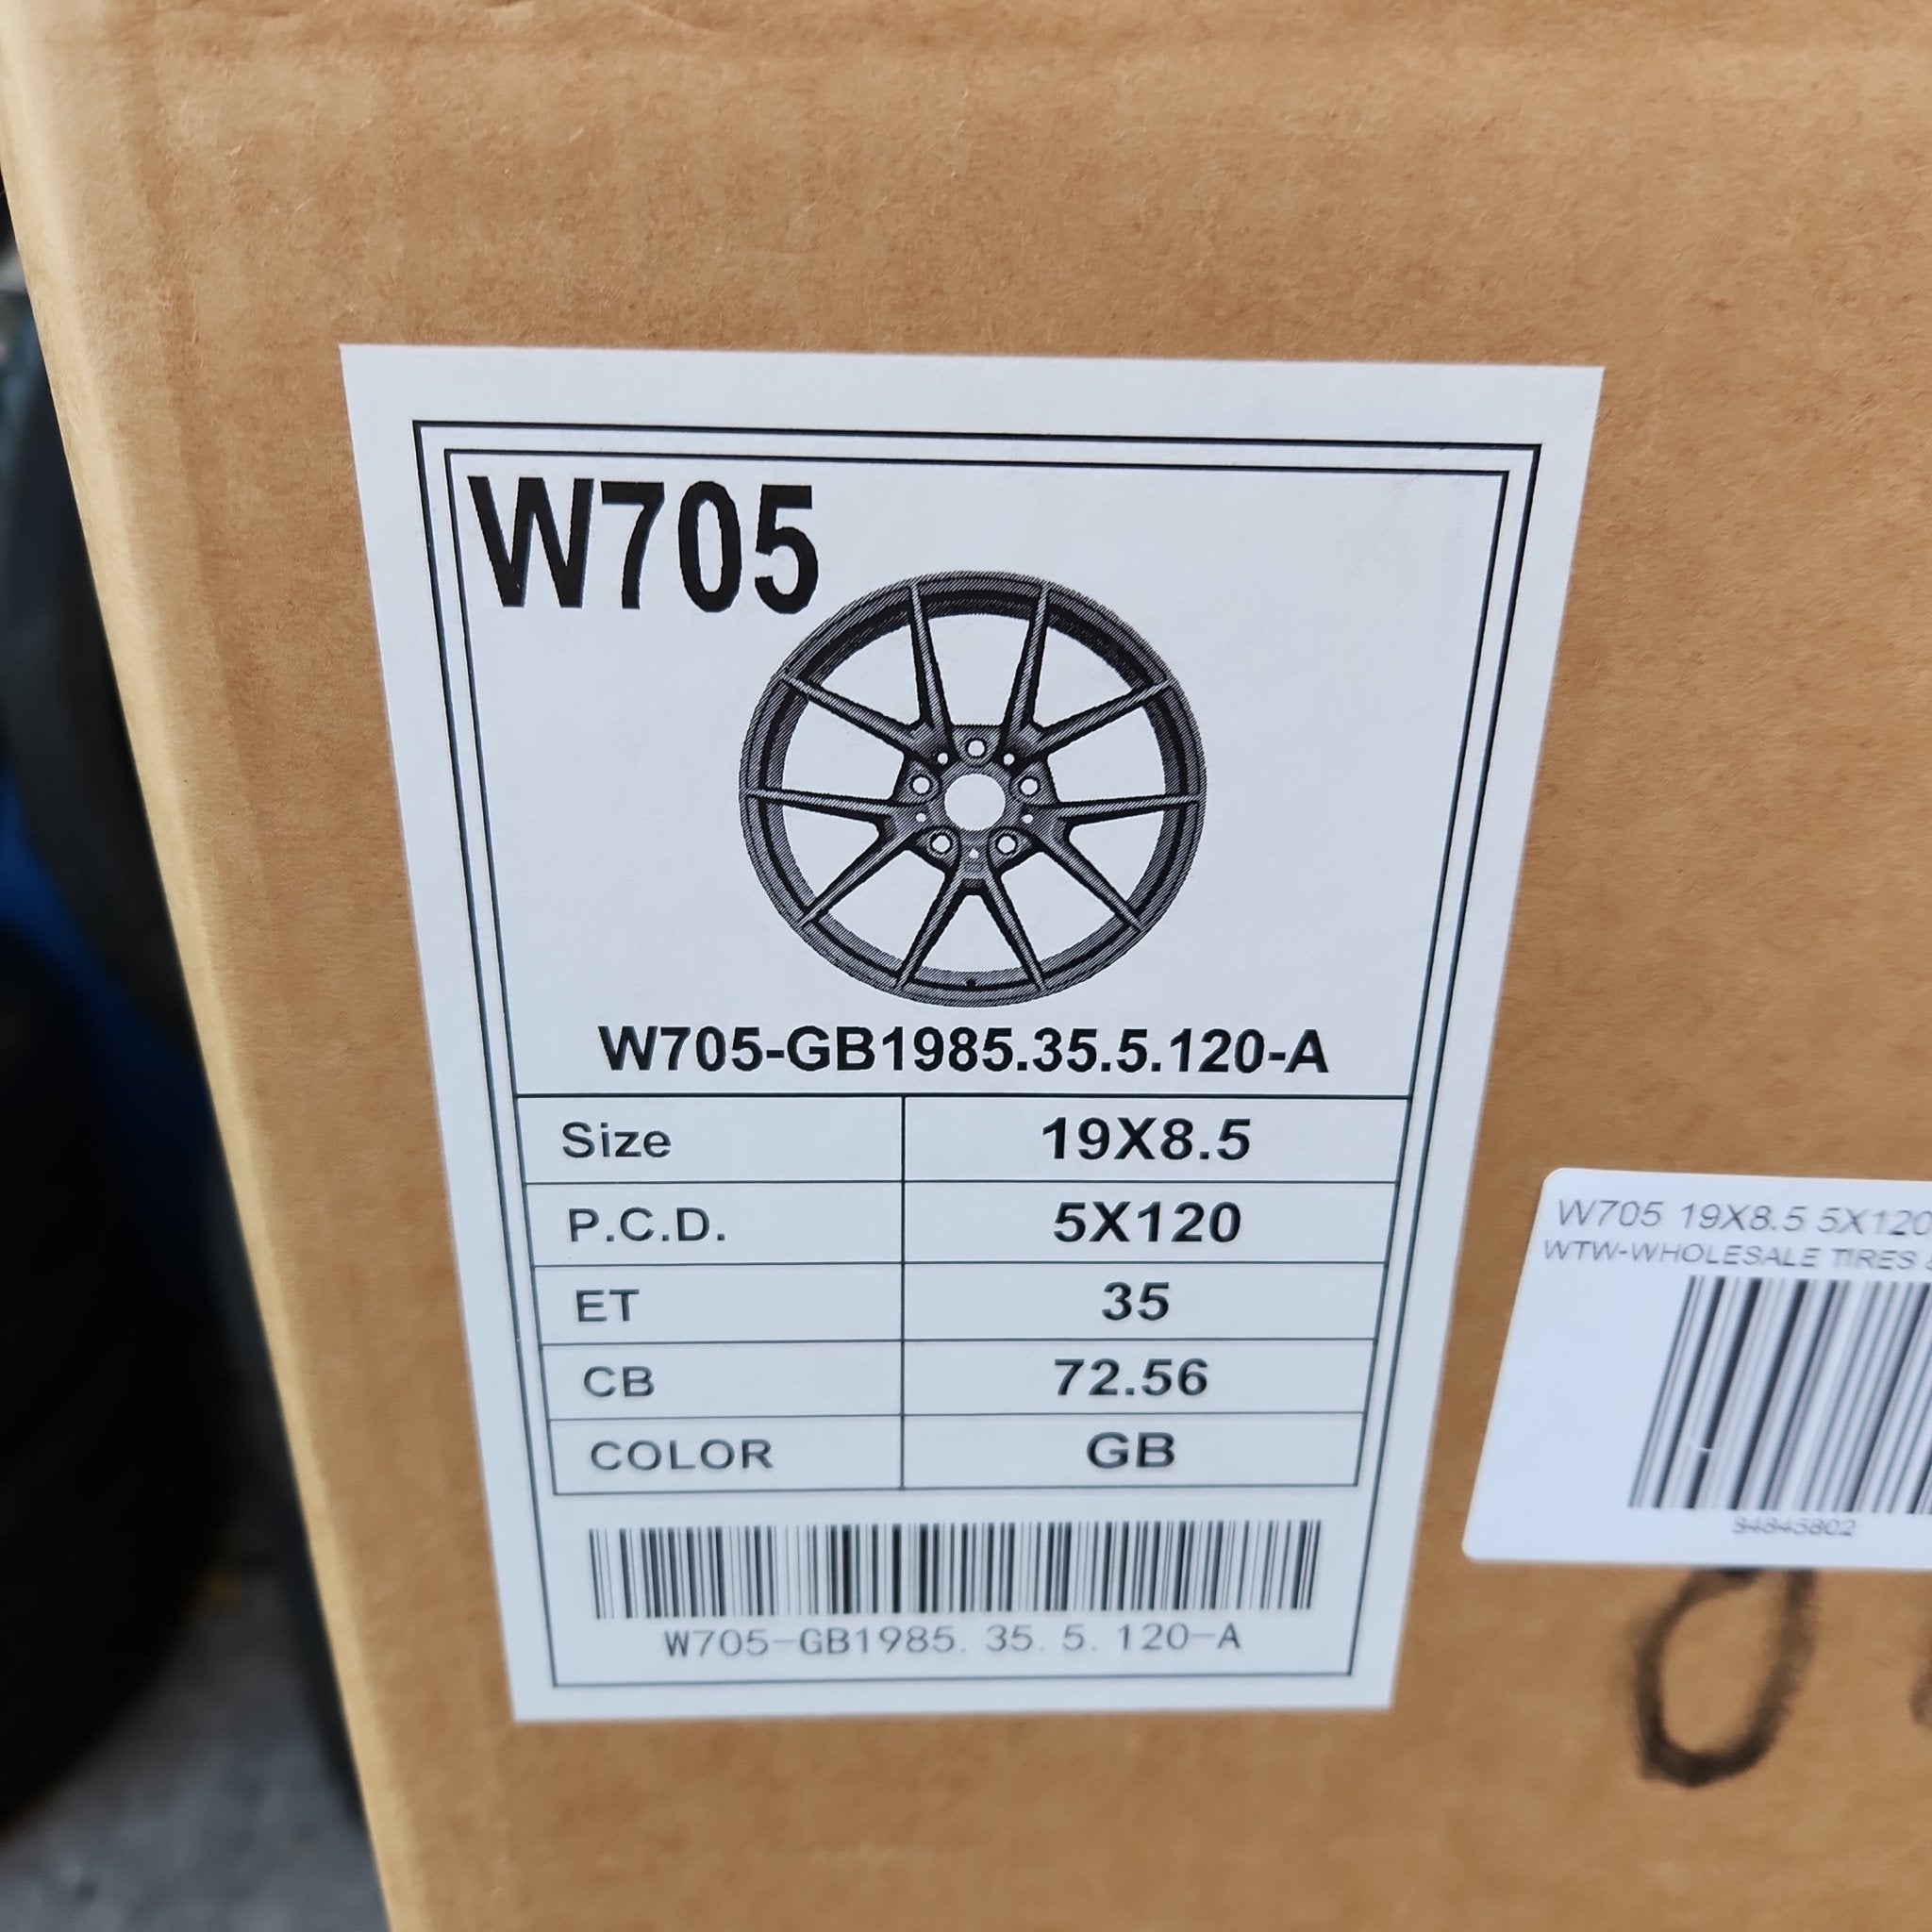 W705
W705-GB1985.35.5.120-A
Size 19X8.5
P.C.D. 5X120
ET 35
CB 72.56
COLOR GB
W705-GB1985.35.5.120-A
W705 19X8.5 5X120
WTW-WHOLESALE TIRES &
94845802